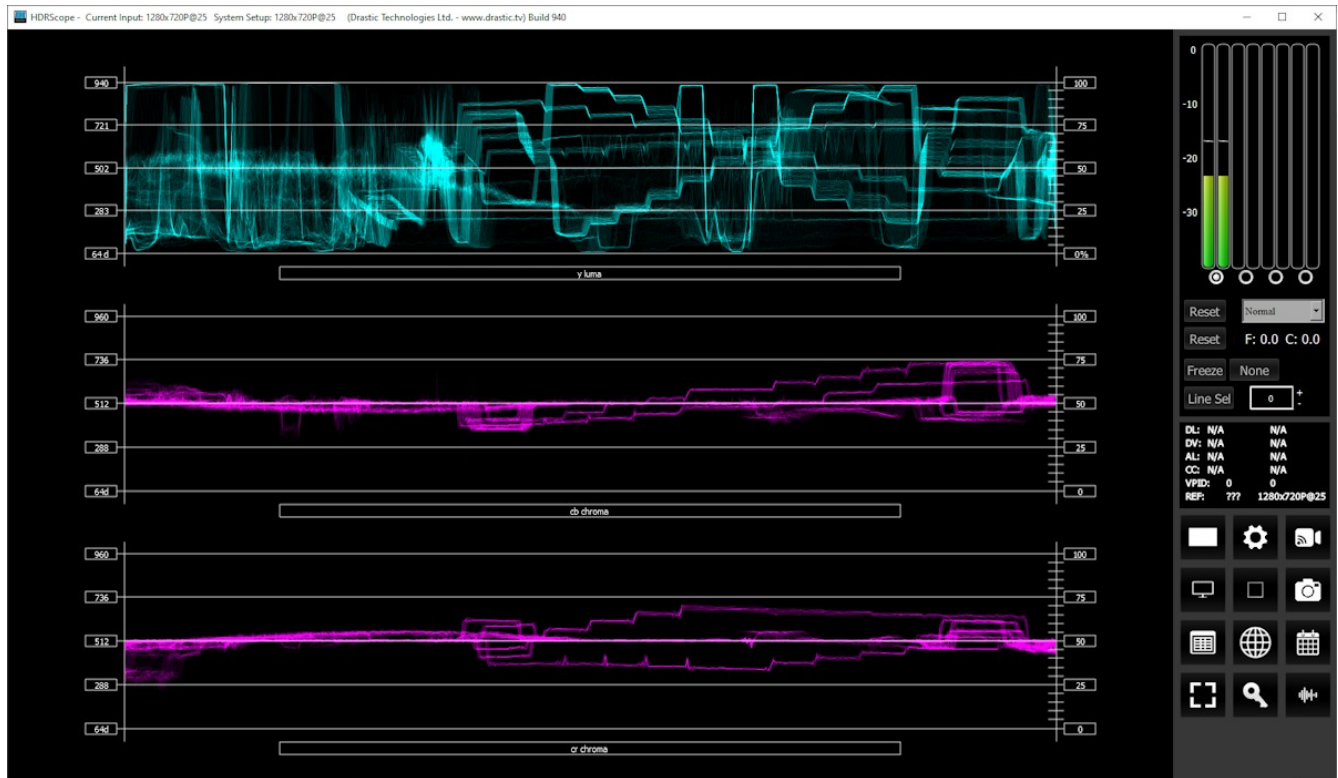 HDRScope - Current Input: 1280x720P@25 System Setup: 1280x720P@25 (Drastic Technologies Ltd. - www.drastic.tv) Build 940
940
721
502
283
64 d
100
75
50
25
0%
y luma
960
736
512
288
64d
100
75
50
25
0
cb chroma
960
736
512
288
64d
100
75
50
25
0
cr chroma
0
-10
-20
-30
Reset Normal
Reset F: 0.0 C: 0.0
Freeze None
Line Sel 0 + -
DL: N/A N/A
DV: N/A N/A
AL: N/A N/A
CC: N/A N/A
VPID: 0 0
REF: ??? 1280x720P@25